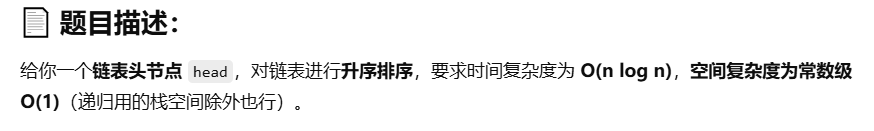 📄 题目描述：
给你一个链表头节点 head，对链表进行升序排序，要求时间复杂度为 O(n log n)，空间复杂度为常数级
O(1)（递归用的栈空间除外也行）。